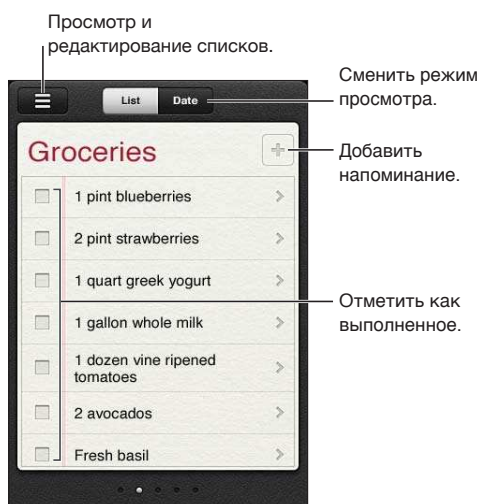 Просмотр и
редактирование списков.
Сменить режим
просмотра.
List
Date
Groceries
Добавить
напоминание.
1 pint blueberries
2 pint strawberries
1 quart greek yogurt
1 gallon whole milk
Отметить как
выполненное.
1 dozen vine ripened
tomatoes
2 avocados
Fresh basil